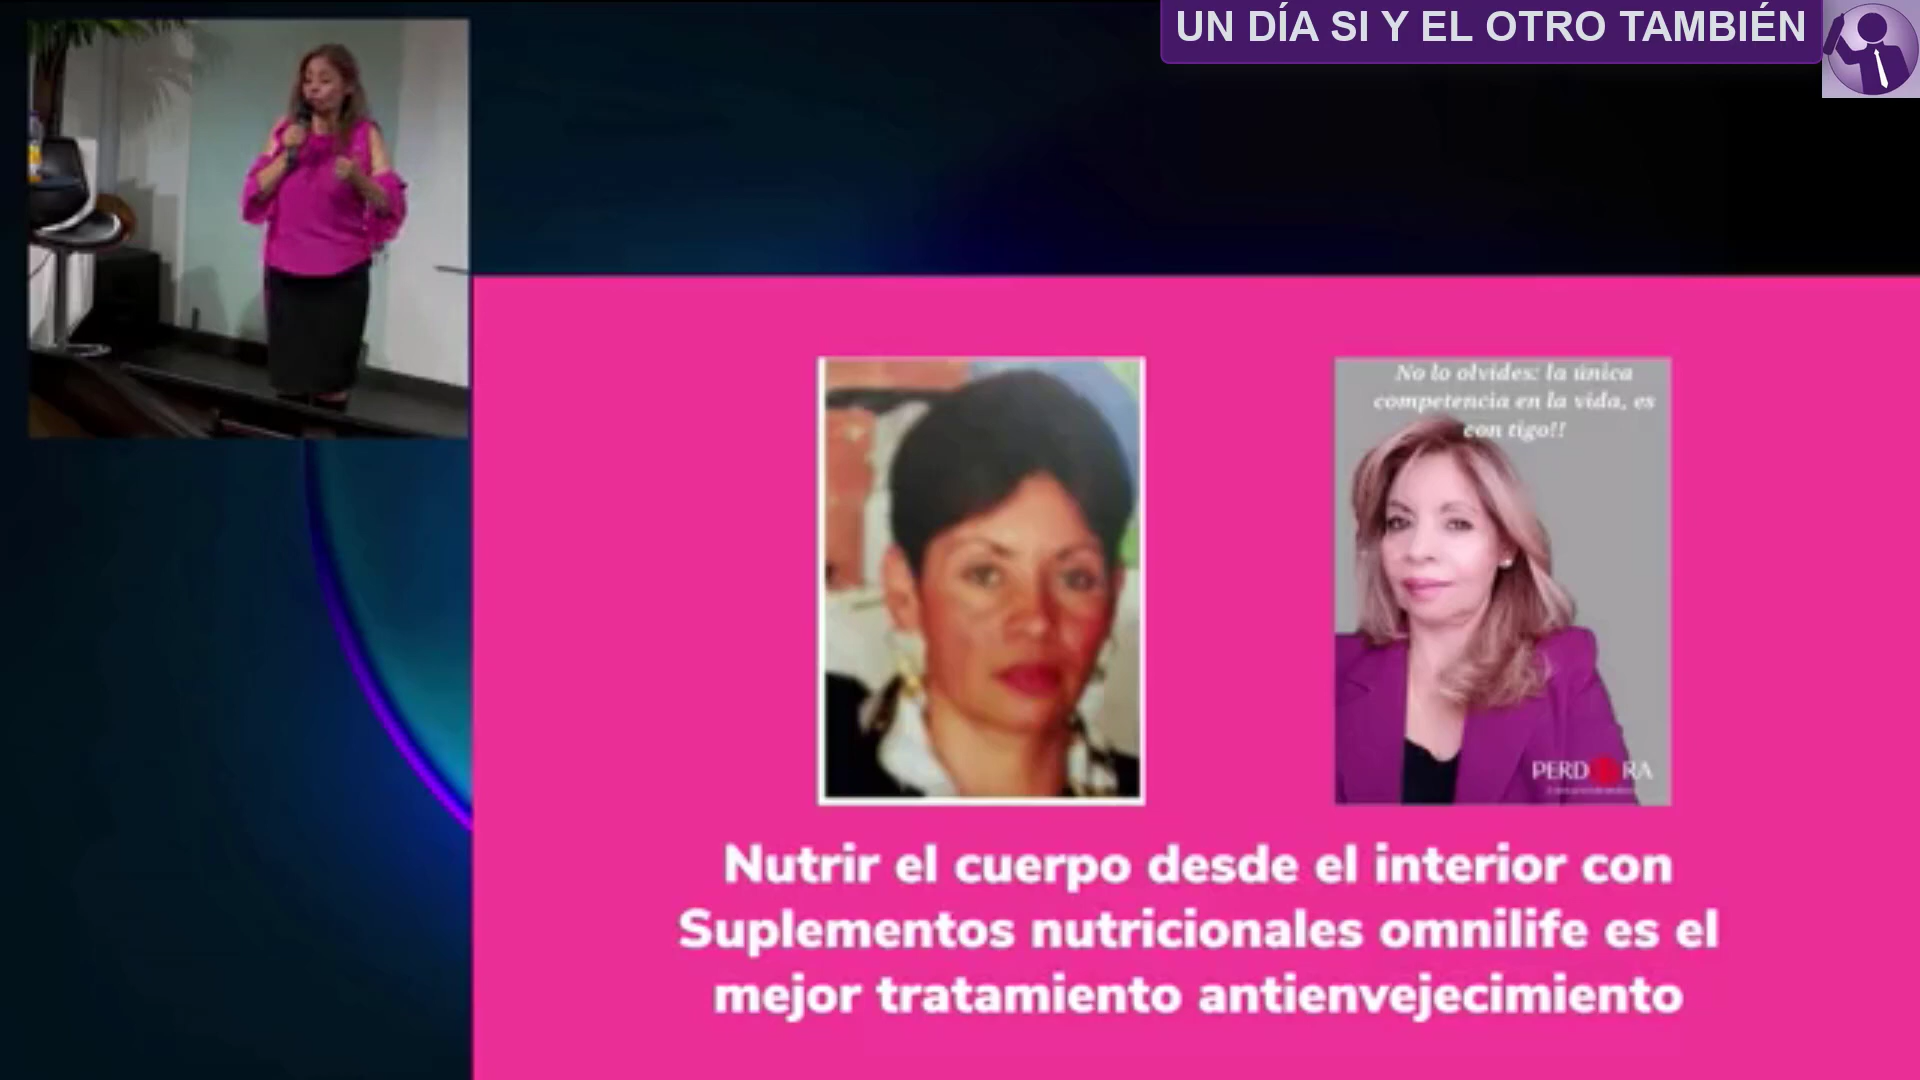 UN DÍA SI Y EL OTRO TAMBIÉN
No lo olvides: la única
competencia en la vida, es
con tigo!!
PERD RA
Nutrir el cuerpo desde el interior con
Suplementos nutricionales omnilife es el
mejor tratamiento antienvejecimiento